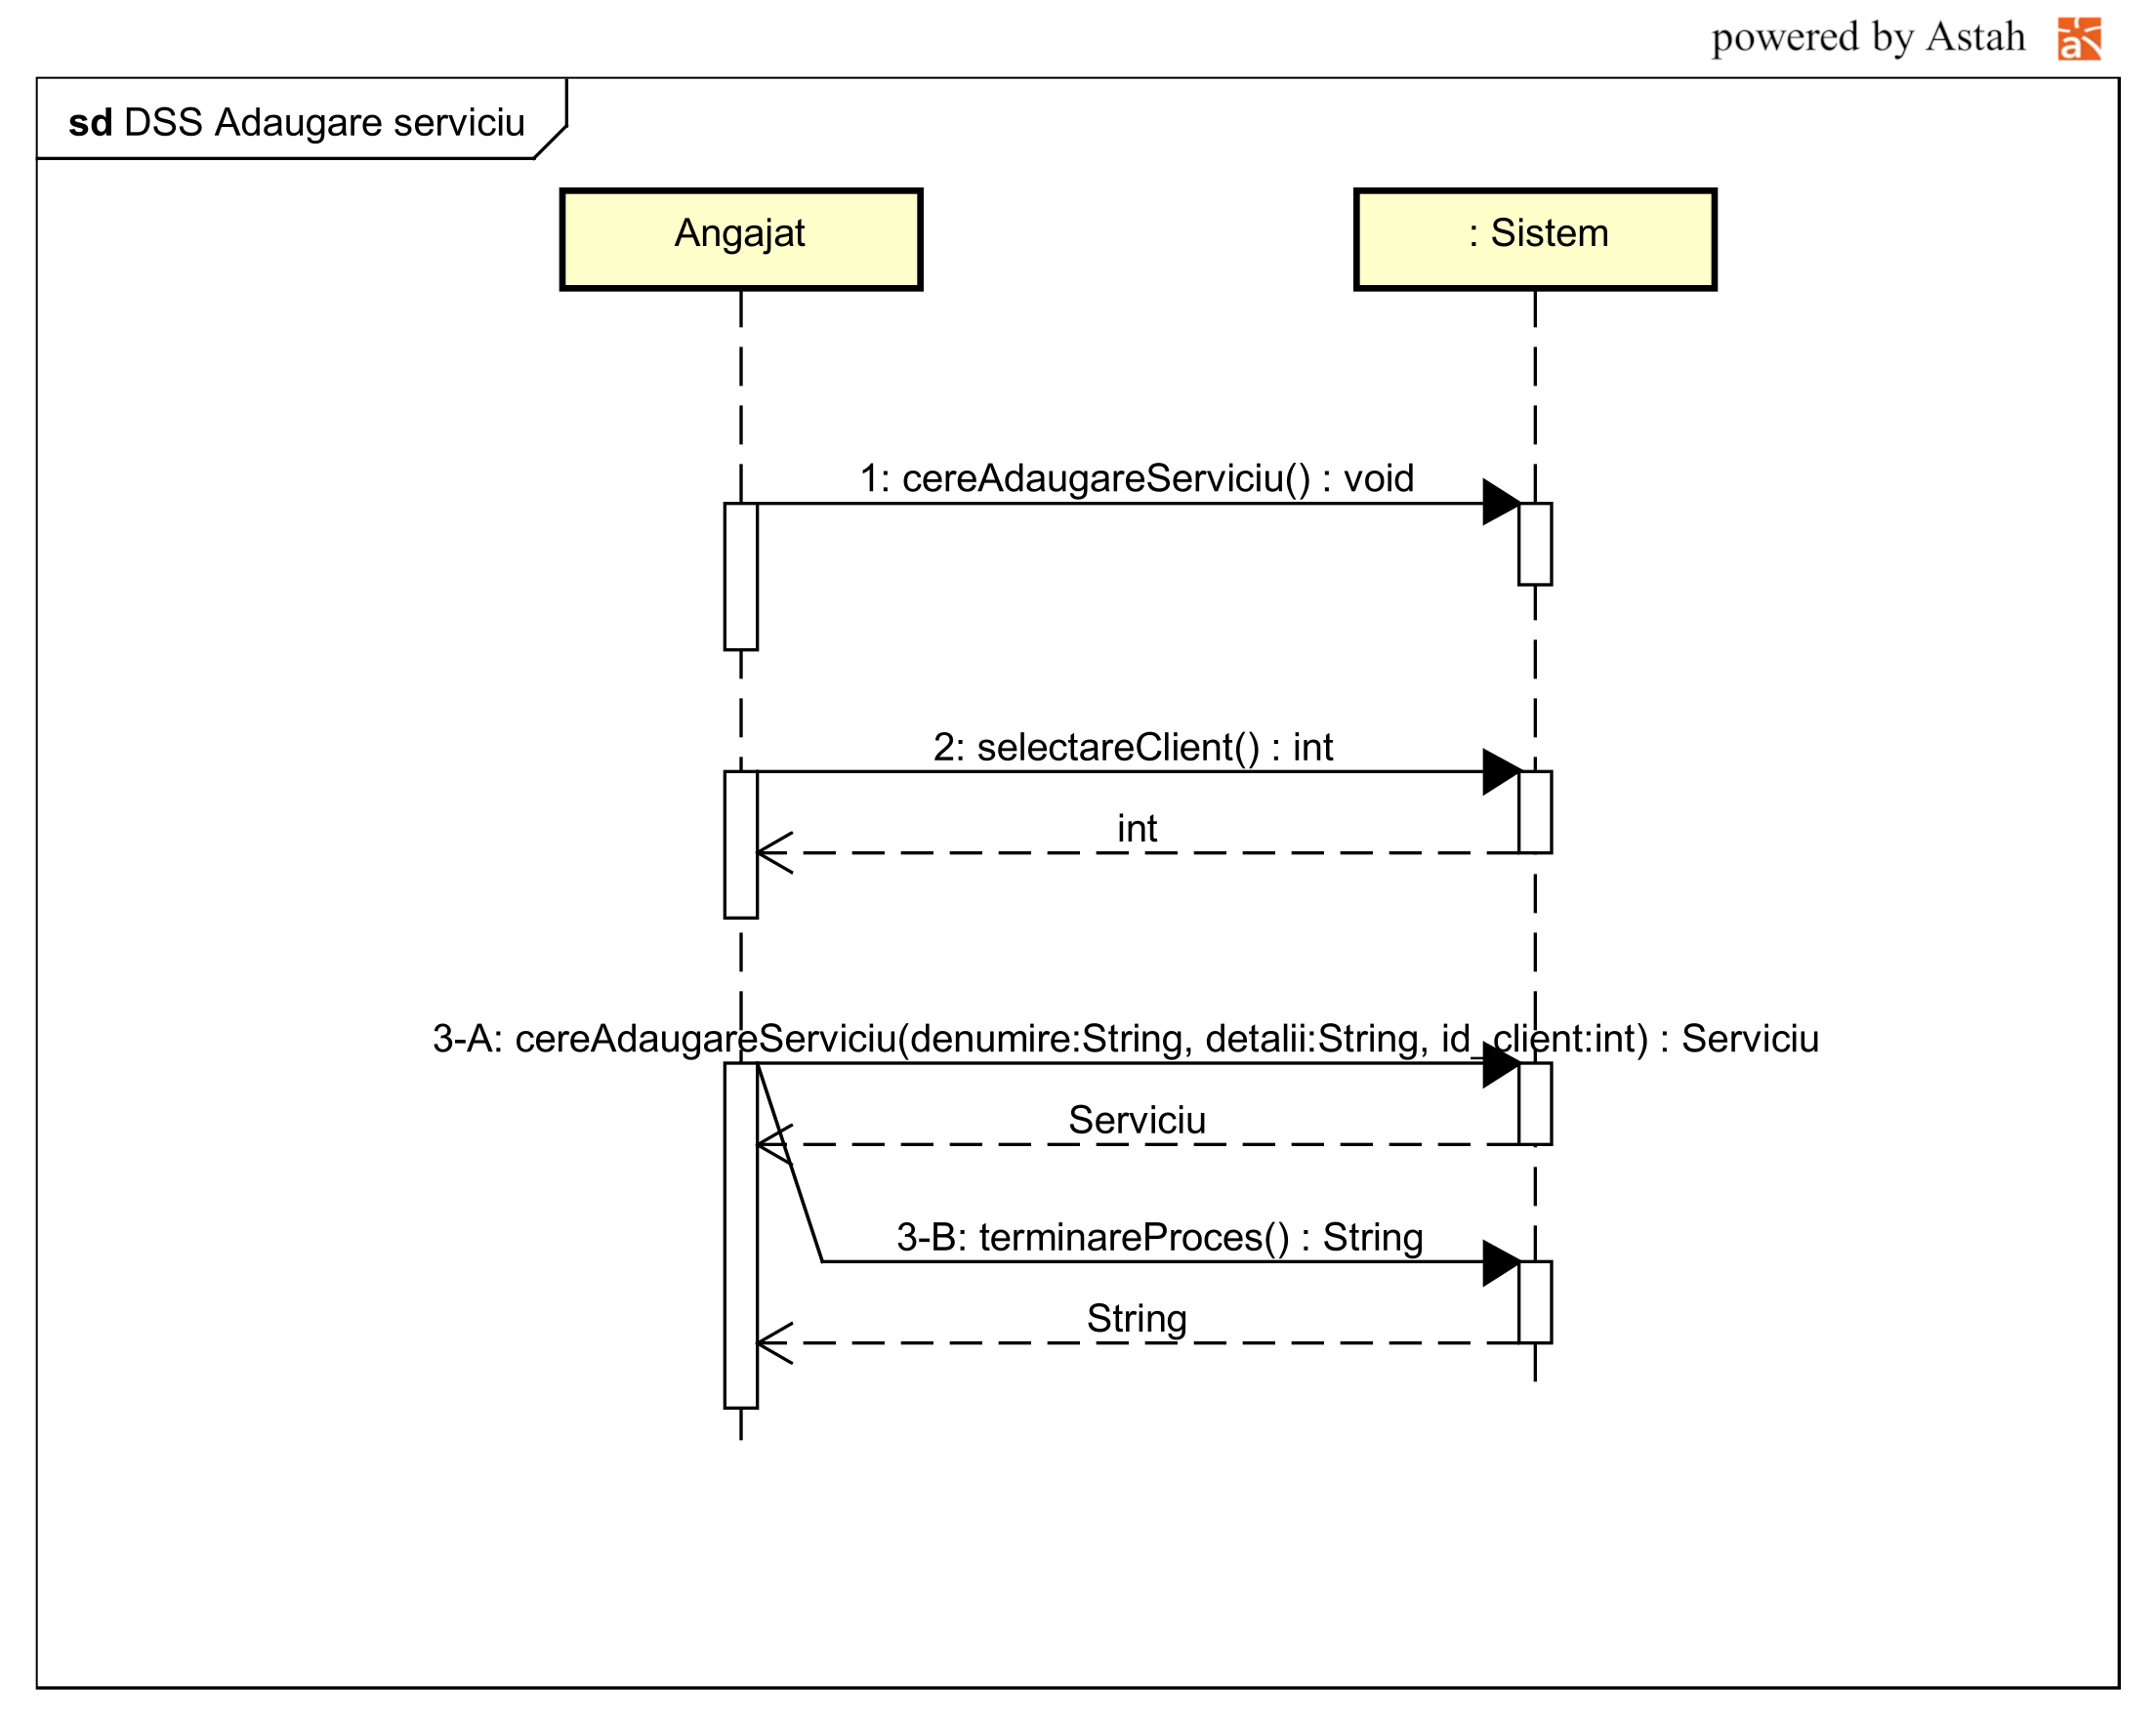 powered by Astah
sd DSS Adaugare serviciu
Angajat
: Sistem
1: cereAdaugareServiciu() : void
2: selectareClient() : int
int
3-A: cereAdaugareServiciu(denumire:String, detalii:String, id_client:int) : Serviciu
Serviciu
3-B: terminareProces() : String
String